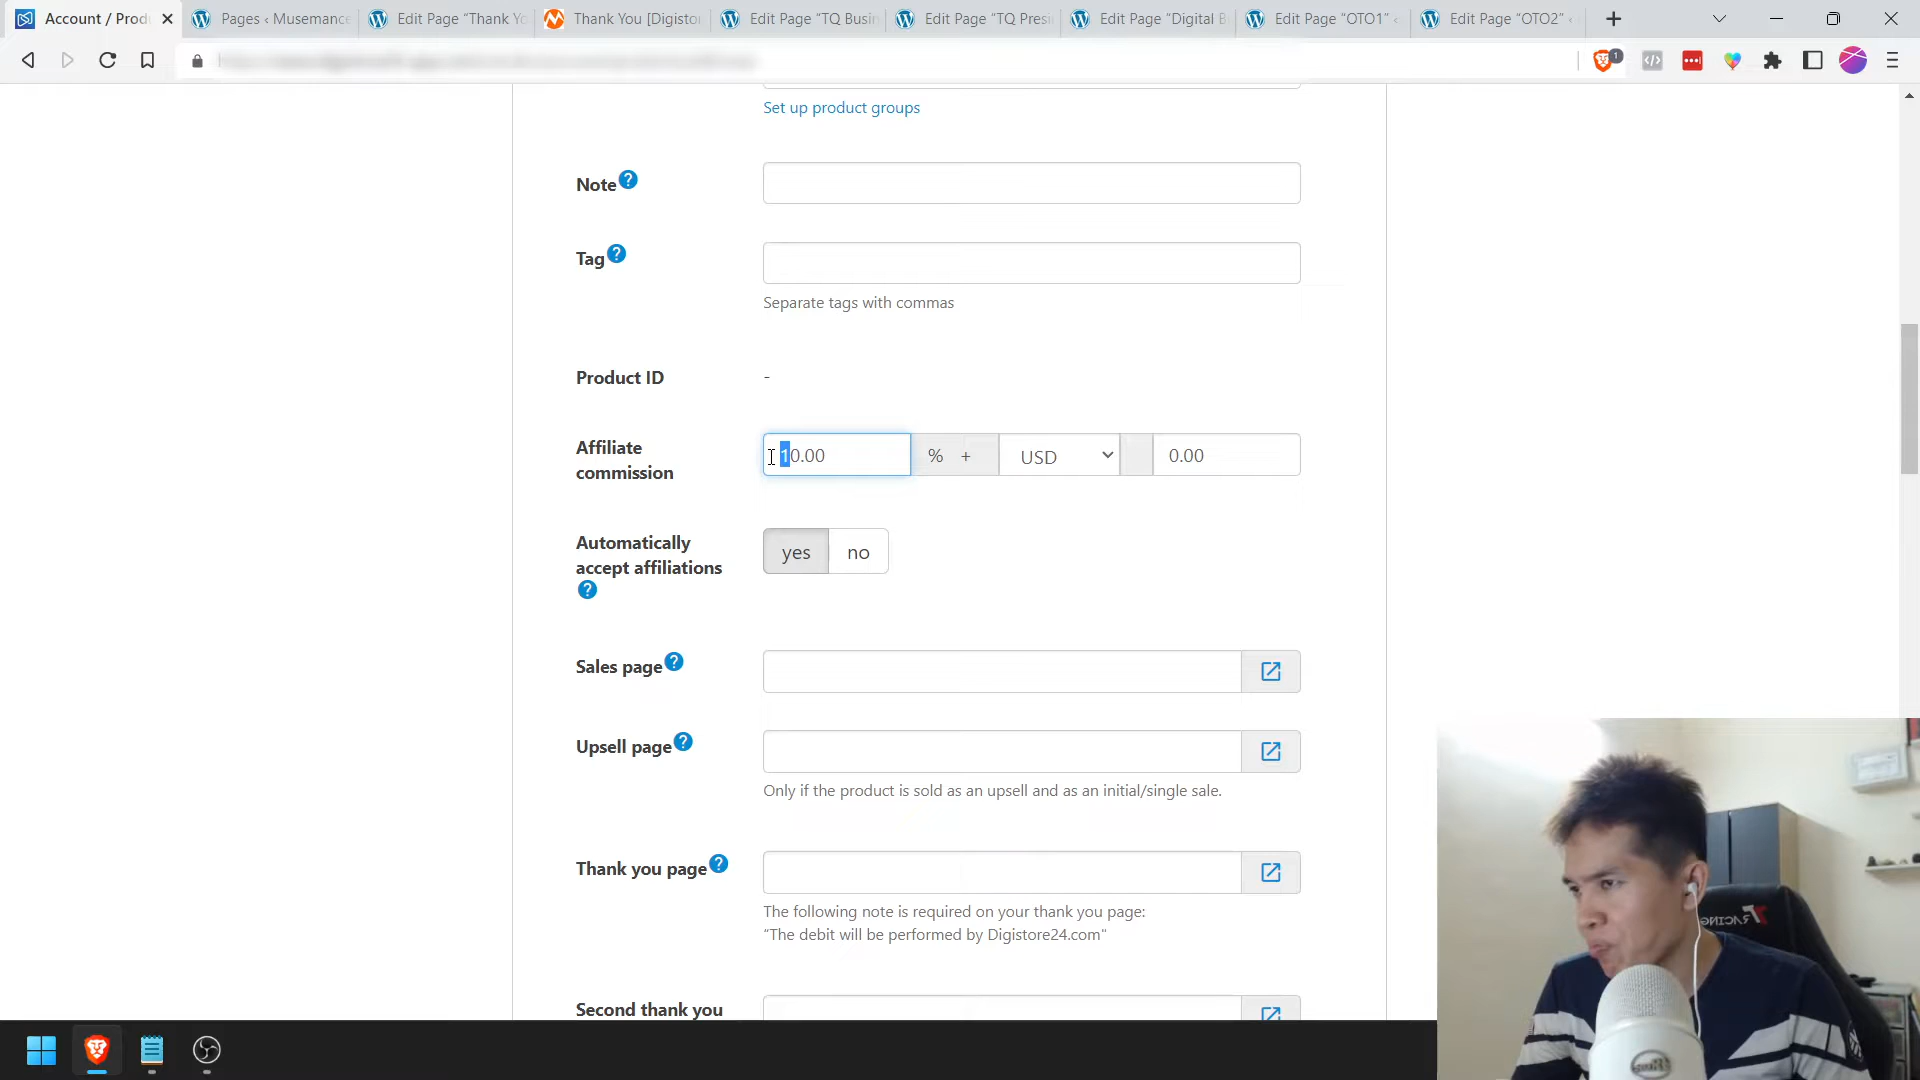 Account / Produ
Pages ‹ Musemance
Edit Page “Thank Yo
Thank You [Digistor
Edit Page “TQ Busin
Edit Page “TQ Presi
Edit Page “Digital B
Edit Page “OTO1” ‹
Edit Page “OTO2” ‹
1
Set up product groups
Note
Tag
Separate tags with commas
Product ID
-
Affiliate
commission
10.00
% +
USD
0.00
Automatically
accept affiliations
yes
no
Sales page
Upsell page
Only if the product is sold as an upsell and as an initial/single sale.
Thank you page
The following note is required on your thank you page:
“The debit will be performed by Digistore24.com"
Second thank you